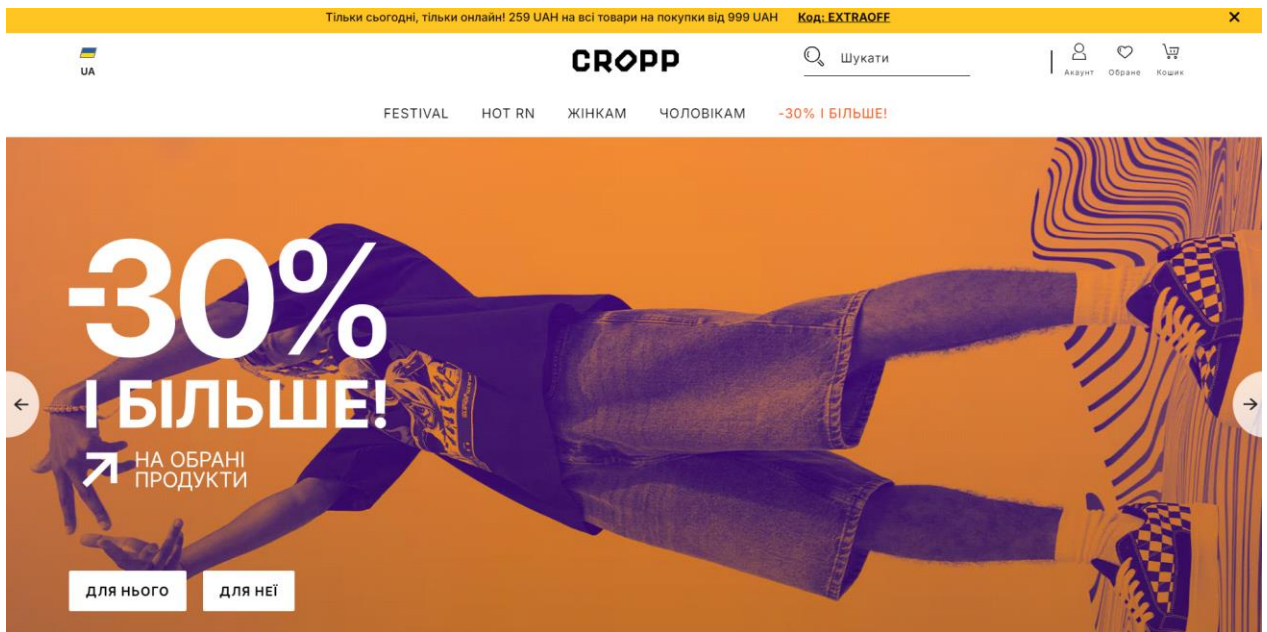 Тільки сьогодні, тільки онлайн! 259 UAH на всі товари на покупки від 999 UAH Код: EXTRAOFF
UA
CROPP
Шукати
Акаунт Обране Кошик
FESTIVAL HOT RN ЖІНКАМ ЧОЛОВІКАМ -30% І БІЛЬШЕ!
-30%
І БІЛЬШЕ!
НА ОБРАНІ
ПРОДУКТИ
ДЛЯ НЬОГО ДЛЯ НЕЇ